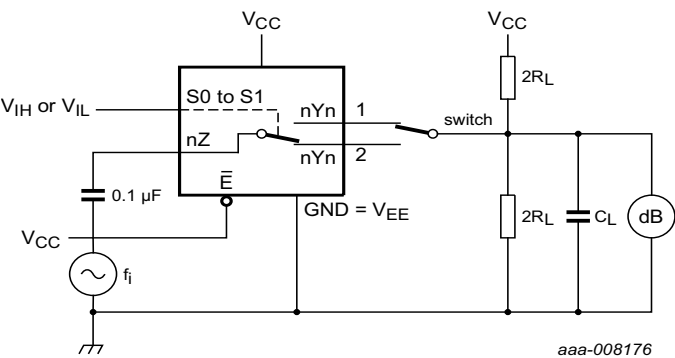 VCC
VCC
VIH or VIL
S0 to S1
nYn
1
switch
2RL
nZ
nYn
2
E̅
0.1 µF
GND = VEE
2RL
CL
dB
VCC
fi
aaa-008176